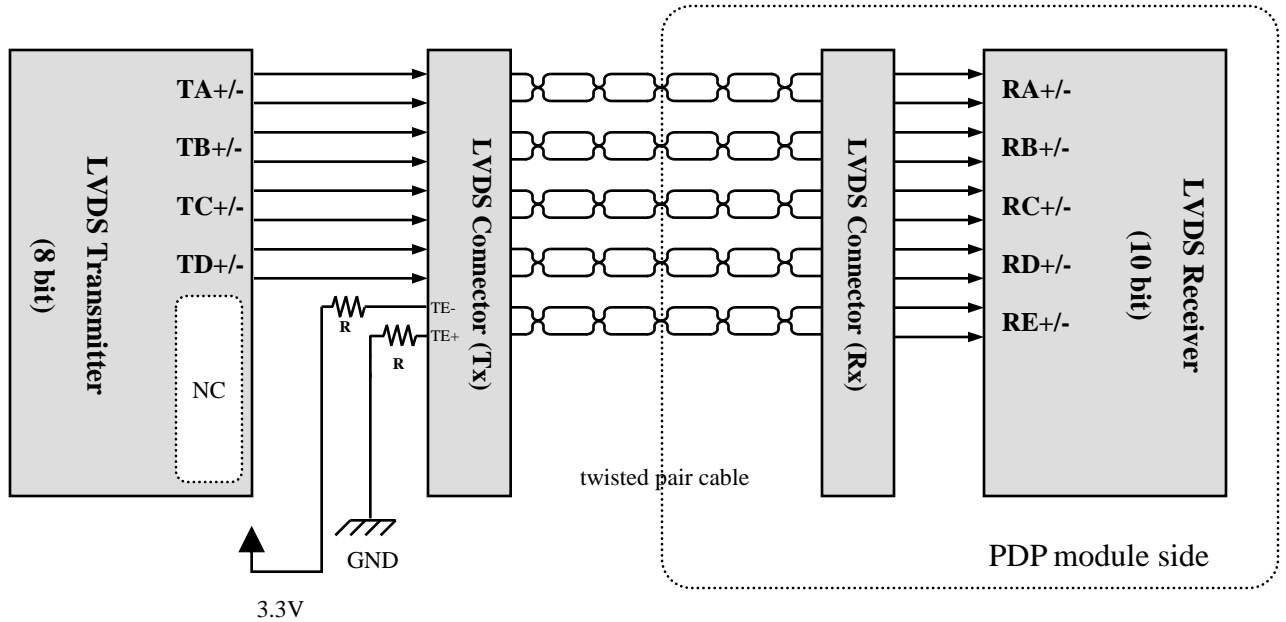 LVDS Transmitter
(8 bit)
TA+/-
TB+/-
TC+/-
TD+/-
NC
R
R
TE-
TE+
3.3V
GND
LVDS Connector (Tx)
twisted pair cable
LVDS Connector (Rx)
RA+/-
RB+/-
RC+/-
RD+/-
RE+/-
LVDS Receiver
(10 bit)
PDP module side